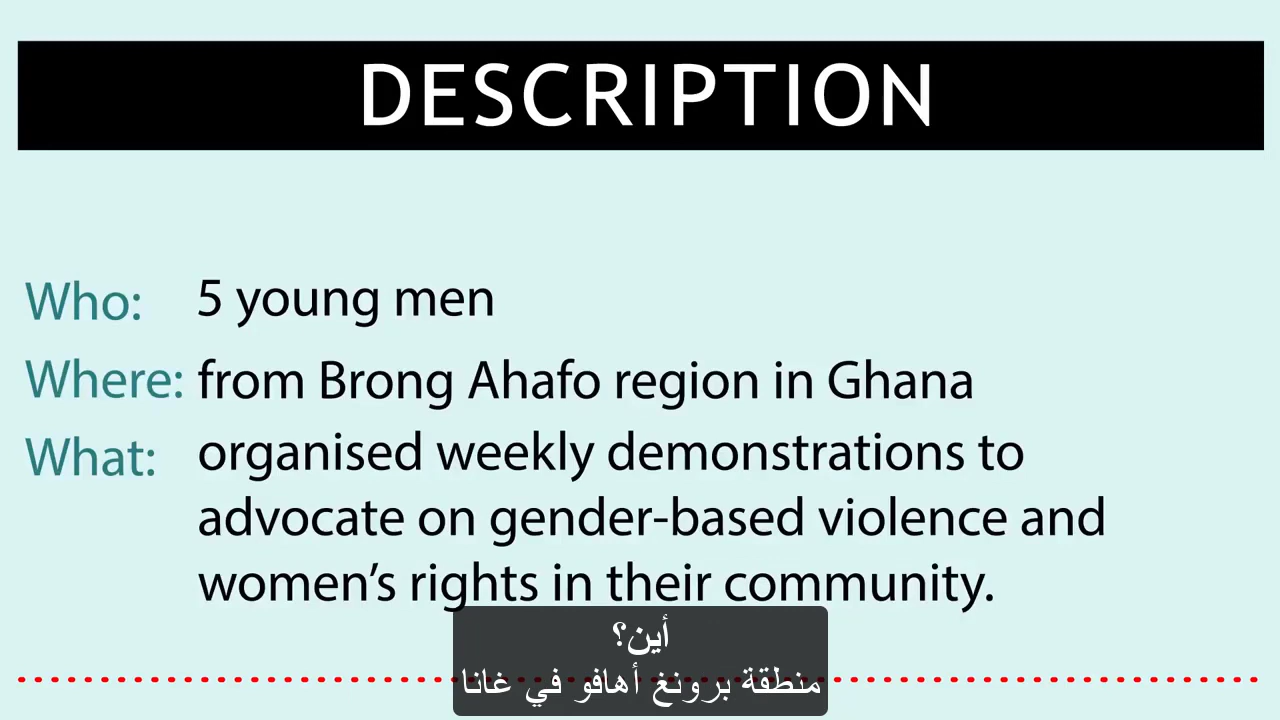 DESCRIPTION
Who: 5 young men
Where: from Brong Ahafo region in Ghana
What: organised weekly demonstrations to
advocate on gender-based violence and
women’s rights in their community.
أين؟
منطقة برونغ أهافو في غانا